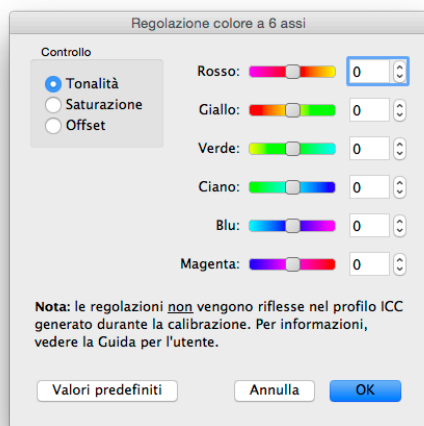 Regolazione colore a 6 assi
Controllo
Tonalità
Saturazione
Offset
Rosso: 0
Giallo: 0
Verde: 0
Ciano: 0
Blu: 0
Magenta: 0
Nota: le regolazioni non vengono riflesse nel profilo ICC
generato durante la calibrazione. Per informazioni,
vedere la Guida per l'utente.
Valori predefiniti Annulla OK